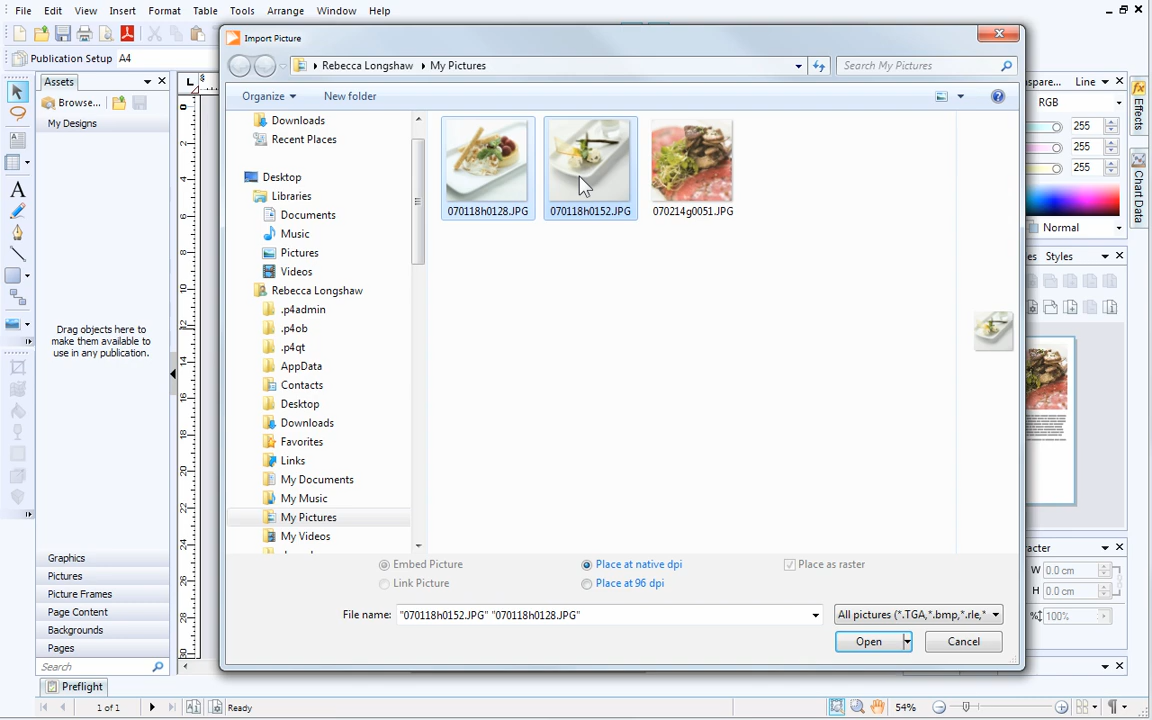 File Edit View Insert Format Table Tools Arrange Window Help
Import Picture
Publication Setup A4
Rebecca Longshaw My Pictures Search My Pictures
Organize New folder
Assets
Browse...
My Designs
Drag objects here to
make them available to
use in any publication.
Graphics
Pictures
Picture Frames
Page Content
Backgrounds
Pages
Search
Preflight
Downloads
Recent Places
Desktop
Libraries
Documents
Music
Pictures
Videos
Rebecca Longshaw
.p4admin
.p4ob
.p4qt
AppData
Contacts
Desktop
Downloads
Favorites
Links
My Documents
My Music
My Pictures
My Videos
070118h0128.JPG 070118h0152.JPG 070214g0051.JPG
Embed Picture Place at native dpi Place as raster
Link Picture Place at 96 dpi
File name: "070118h0152.JPG" "070118h0128.JPG" All pictures (*.TGA,*.bmp,*.rle,*
Open Cancel
Line
RGB
255
255
255
Normal
Styles
W 0.0 cm
H 0.0 cm
100%
Effects
Chart Data
1 of 1 Ready 54%